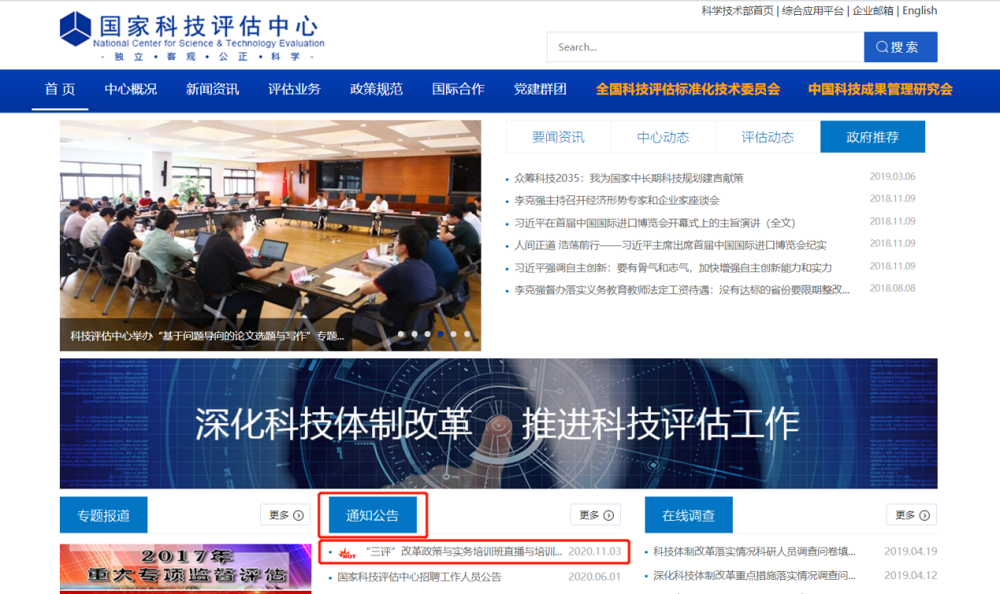 科学技术部首页 | 综合应用平台 | 企业邮箱 | English
国家科技评估中心
National Center for Science & Technology Evaluation
- 独 立 • 客 观 • 公 正 • 科 学 -
Search...
搜 索
首 页 中心概况 新闻资讯 评估业务 政策规范 国际合作 党建群团 全国科技评估标准化技术委员会 中国科技成果管理研究会
要闻资讯 中心动态 评估动态 政府推荐
众筹科技2035：我为国家中长期科技规划建言献策 2019.03.06
李克强主持召开经济形势专家和企业家座谈会 2018.11.09
习近平在首届中国国际进口博览会开幕式上的主旨演讲（全文） 2018.11.09
人间正道 浩荡前行——习近平主席出席首届中国国际进口博览会纪实 2018.11.09
习近平强调自主创新：要有骨气和志气，加快增强自主创新能力和实力 2018.11.09
李克强督办落实义务教育教师法定工资待遇：没有达标的省份要限期整改... 2018.08.08
科技评估中心举办“基于问题导向的论文选题与写作”专题...
深化科技体制改革 推进科技评估工作
专题报道 更多
2017年
重大专项监督评估
通知公告 更多
HOT “三评”改革政策与实务培训班直播与培训... 2020.11.03
国家科技评估中心招聘工作人员公告 2020.06.01
在线调查 更多
科技体制改革落实情况科研人员调查问卷填... 2019.04.19
深化科技体制改革重点措施落实情况调查问... 2019.04.12